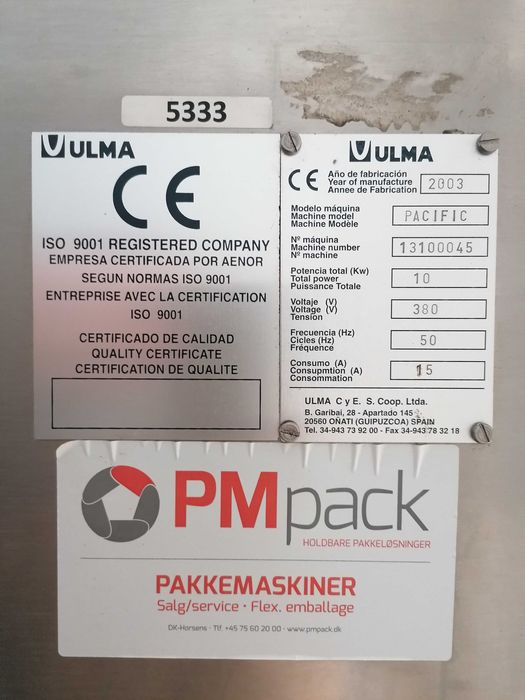 5333
ULMA
CE
ISO 9001 REGISTERED COMPANY
EMPRESA CERTIFICADA POR AENOR
SEGUN NORMAS ISO 9001
ENTREPRISE AVEC LA CERTIFICATION
ISO 9001
CERTIFICADO DE CALIDAD
QUALITY CERTIFICATE
CERTIFICATION DE QUALITE
ULMA
CE
Año de fabricación
Year of manufacture
Annee de Fabrication
2003
Modelo máquina
Machine model
Machine Modéle
PACIFIC
Nº máquina
Machine number
Nº machine
13100045
Potencia total (Kw)
Total power
Puissance Totale
10
Voltaje (V)
Voltage (V)
Tension
380
Frecuencia (Hz)
Cicles (Hz)
Fréquence
50
Consumo (A)
Consupmtion (A)
Consommation
15
ULMA C y E. S. Coop. Ltda.
B. Garibai, 28 - Apartado 145
20560 OÑATI (GUIPUZCOA) SPAIN
Tel. 34-943 73 92 00 - Fax 34-943 78 32 18
PMpack
HOLDBARE PAKKELØSNINGER
PAKKEMASKINER
Salg/service · Flex. emballage
DK-Horsens · Tlf. +45 75 60 20 00 · www.pmpack.dk